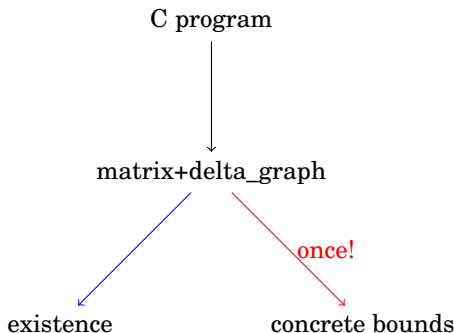 C program
matrix+delta_graph
once!
existence
concrete bounds